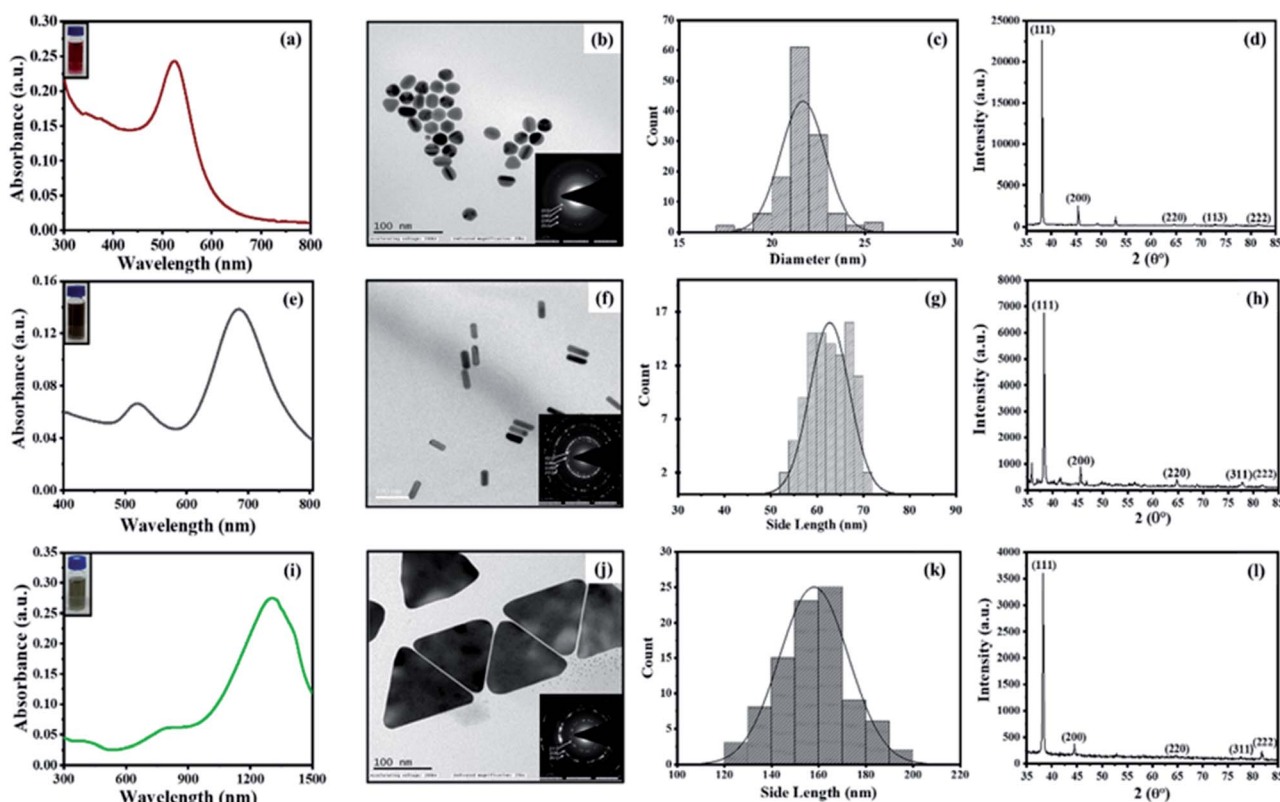 (a)
0.30
0.25
0.20
0.15
0.10
0.05
0.00
Absorbance (a.u.)
300 400 500 600 700 800
Wavelength (nm)
(b)
100 nm
(c)
70
60
50
40
30
20
10
0
Count
15 20 25 30
Diameter (nm)
(d)
25000
20000
15000
10000
5000
0
Intensity (a.u.)
(111)
(200)
(220) (113) (222)
35 40 45 50 55 60 65 70 75 80 85
2 (θ°)
(e)
0.16
0.12
0.08
0.04
0.00
Absorbance (a.u.)
400 500 600 700 800
Wavelength (nm)
(f)
(g)
17
12
7
2
Count
30 40 50 60 70 80 90
Side Length (nm)
(h)
8000
7000
6000
5000
4000
3000
2000
1000
0
Intensity (a.u.)
(111)
(200)
(220)
(311) (222)
35 40 45 50 55 60 65 70 75 80 85
2 (θ°)
(i)
0.35
0.30
0.25
0.20
0.15
0.10
0.05
0.00
Absorbance (a.u.)
300 600 900 1200 1500
Wavelength (nm)
(j)
100 nm
(k)
30
25
20
15
10
5
0
Count
100 120 140 160 180 200 220
Side Length (nm)
(l)
4000
3500
3000
2500
2000
1500
1000
500
0
Intensity (a.u.)
(111)
(200)
(220)
(311)
(222)
35 40 45 50 55 60 65 70 75 80 85
2 (θ°)